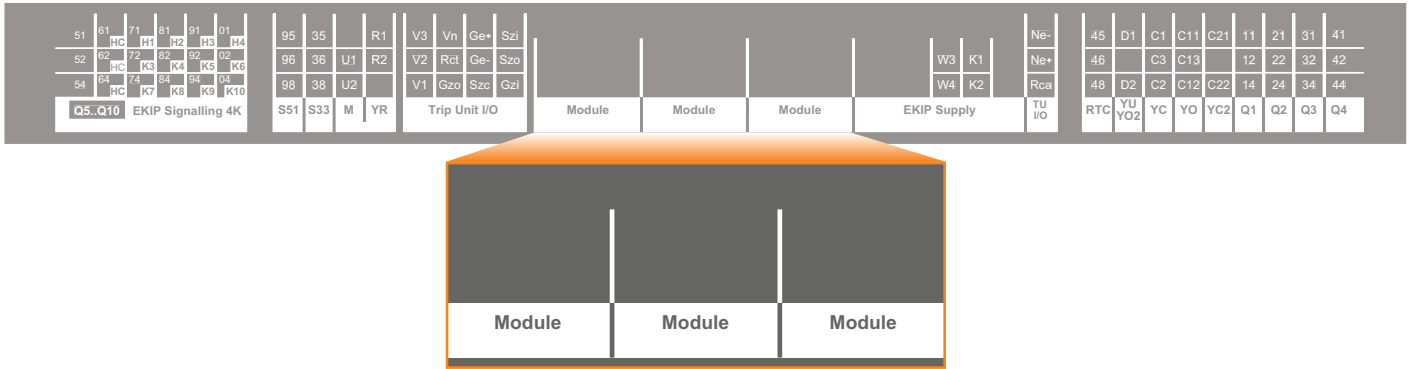 51 61 HC 71 H1 81 H2 91 H3 01 H4 95 35 R1 V3 Vn Ge+ Szi Ne- 45 D1 C1 C11 C21 11 21 31 41
52 62 HC 72 K3 82 K4 92 K5 02 K6 96 36 U1 R2 V2 Rct Ge- Szo W3 K1 Ne+ 46 C3 C13 12 22 32 42
54 64 HC 74 K7 84 K8 94 K9 04 K10 98 38 U2 V1 Gzo Szc Gzi W4 K2 Rca 48 D2 C2 C12 C22 14 24 34 44
Q5..Q10 EKIP Signalling 4K S51 S33 M YR Trip Unit I/O Module Module Module EKIP Supply TU I/O RTC YU YO2 YC YO YC2 Q1 Q2 Q3 Q4
Module Module Module